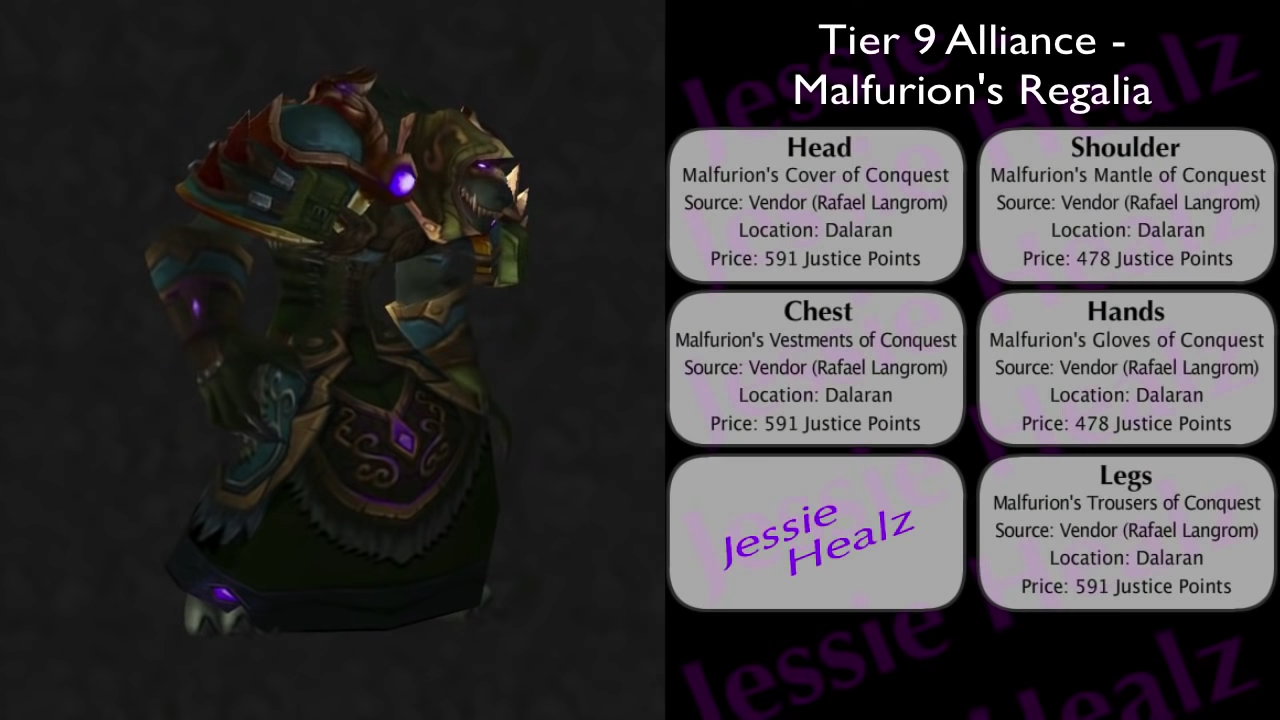 Tier 9 Alliance -
Malfurion's Regalia
Head
Malfurion's Cover of Conquest
Source: Vendor (Rafael Langrom)
Location: Dalaran
Price: 591 Justice Points
Shoulder
Malfurion's Mantle of Conquest
Source: Vendor (Rafael Langrom)
Location: Dalaran
Price: 478 Justice Points
Chest
Malfurion's Vestments of Conquest
Source: Vendor (Rafael Langrom)
Location: Dalaran
Price: 591 Justice Points
Hands
Malfurion's Gloves of Conquest
Source: Vendor (Rafael Langrom)
Location: Dalaran
Price: 478 Justice Points
Jessie
Healz
Legs
Malfurion's Trousers of Conquest
Source: Vendor (Rafael Langrom)
Location: Dalaran
Price: 591 Justice Points
Jessie Healz